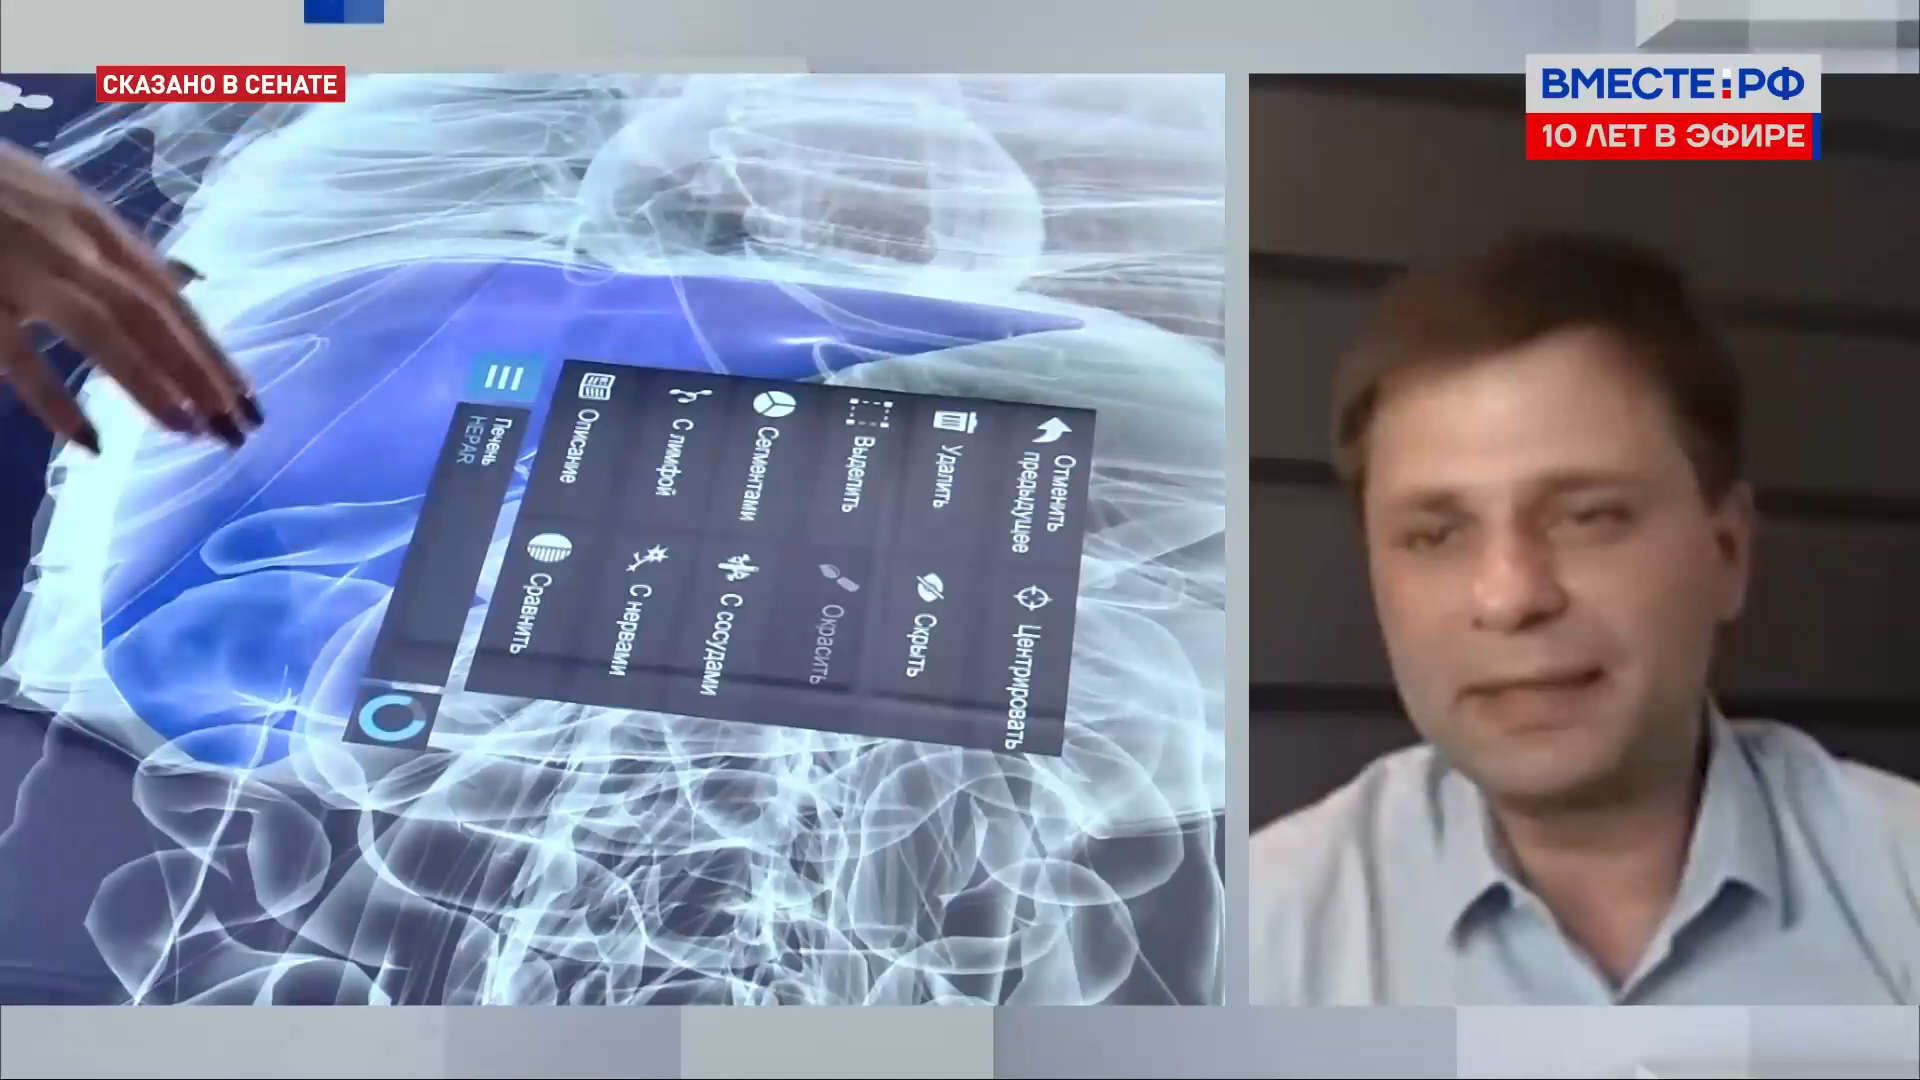 СКАЗАНО В СЕНАТЕ
ВМЕСТЕ:РФ
10 ЛЕТ В ЭФИРЕ
Печень
HEPAR
Описание
Сравнить
С лимфой
С нервами
Сегментами
С сосудами
Выделить
Окрасить
Удалить
Скрыть
Отменить
предыдущее
Центрировать